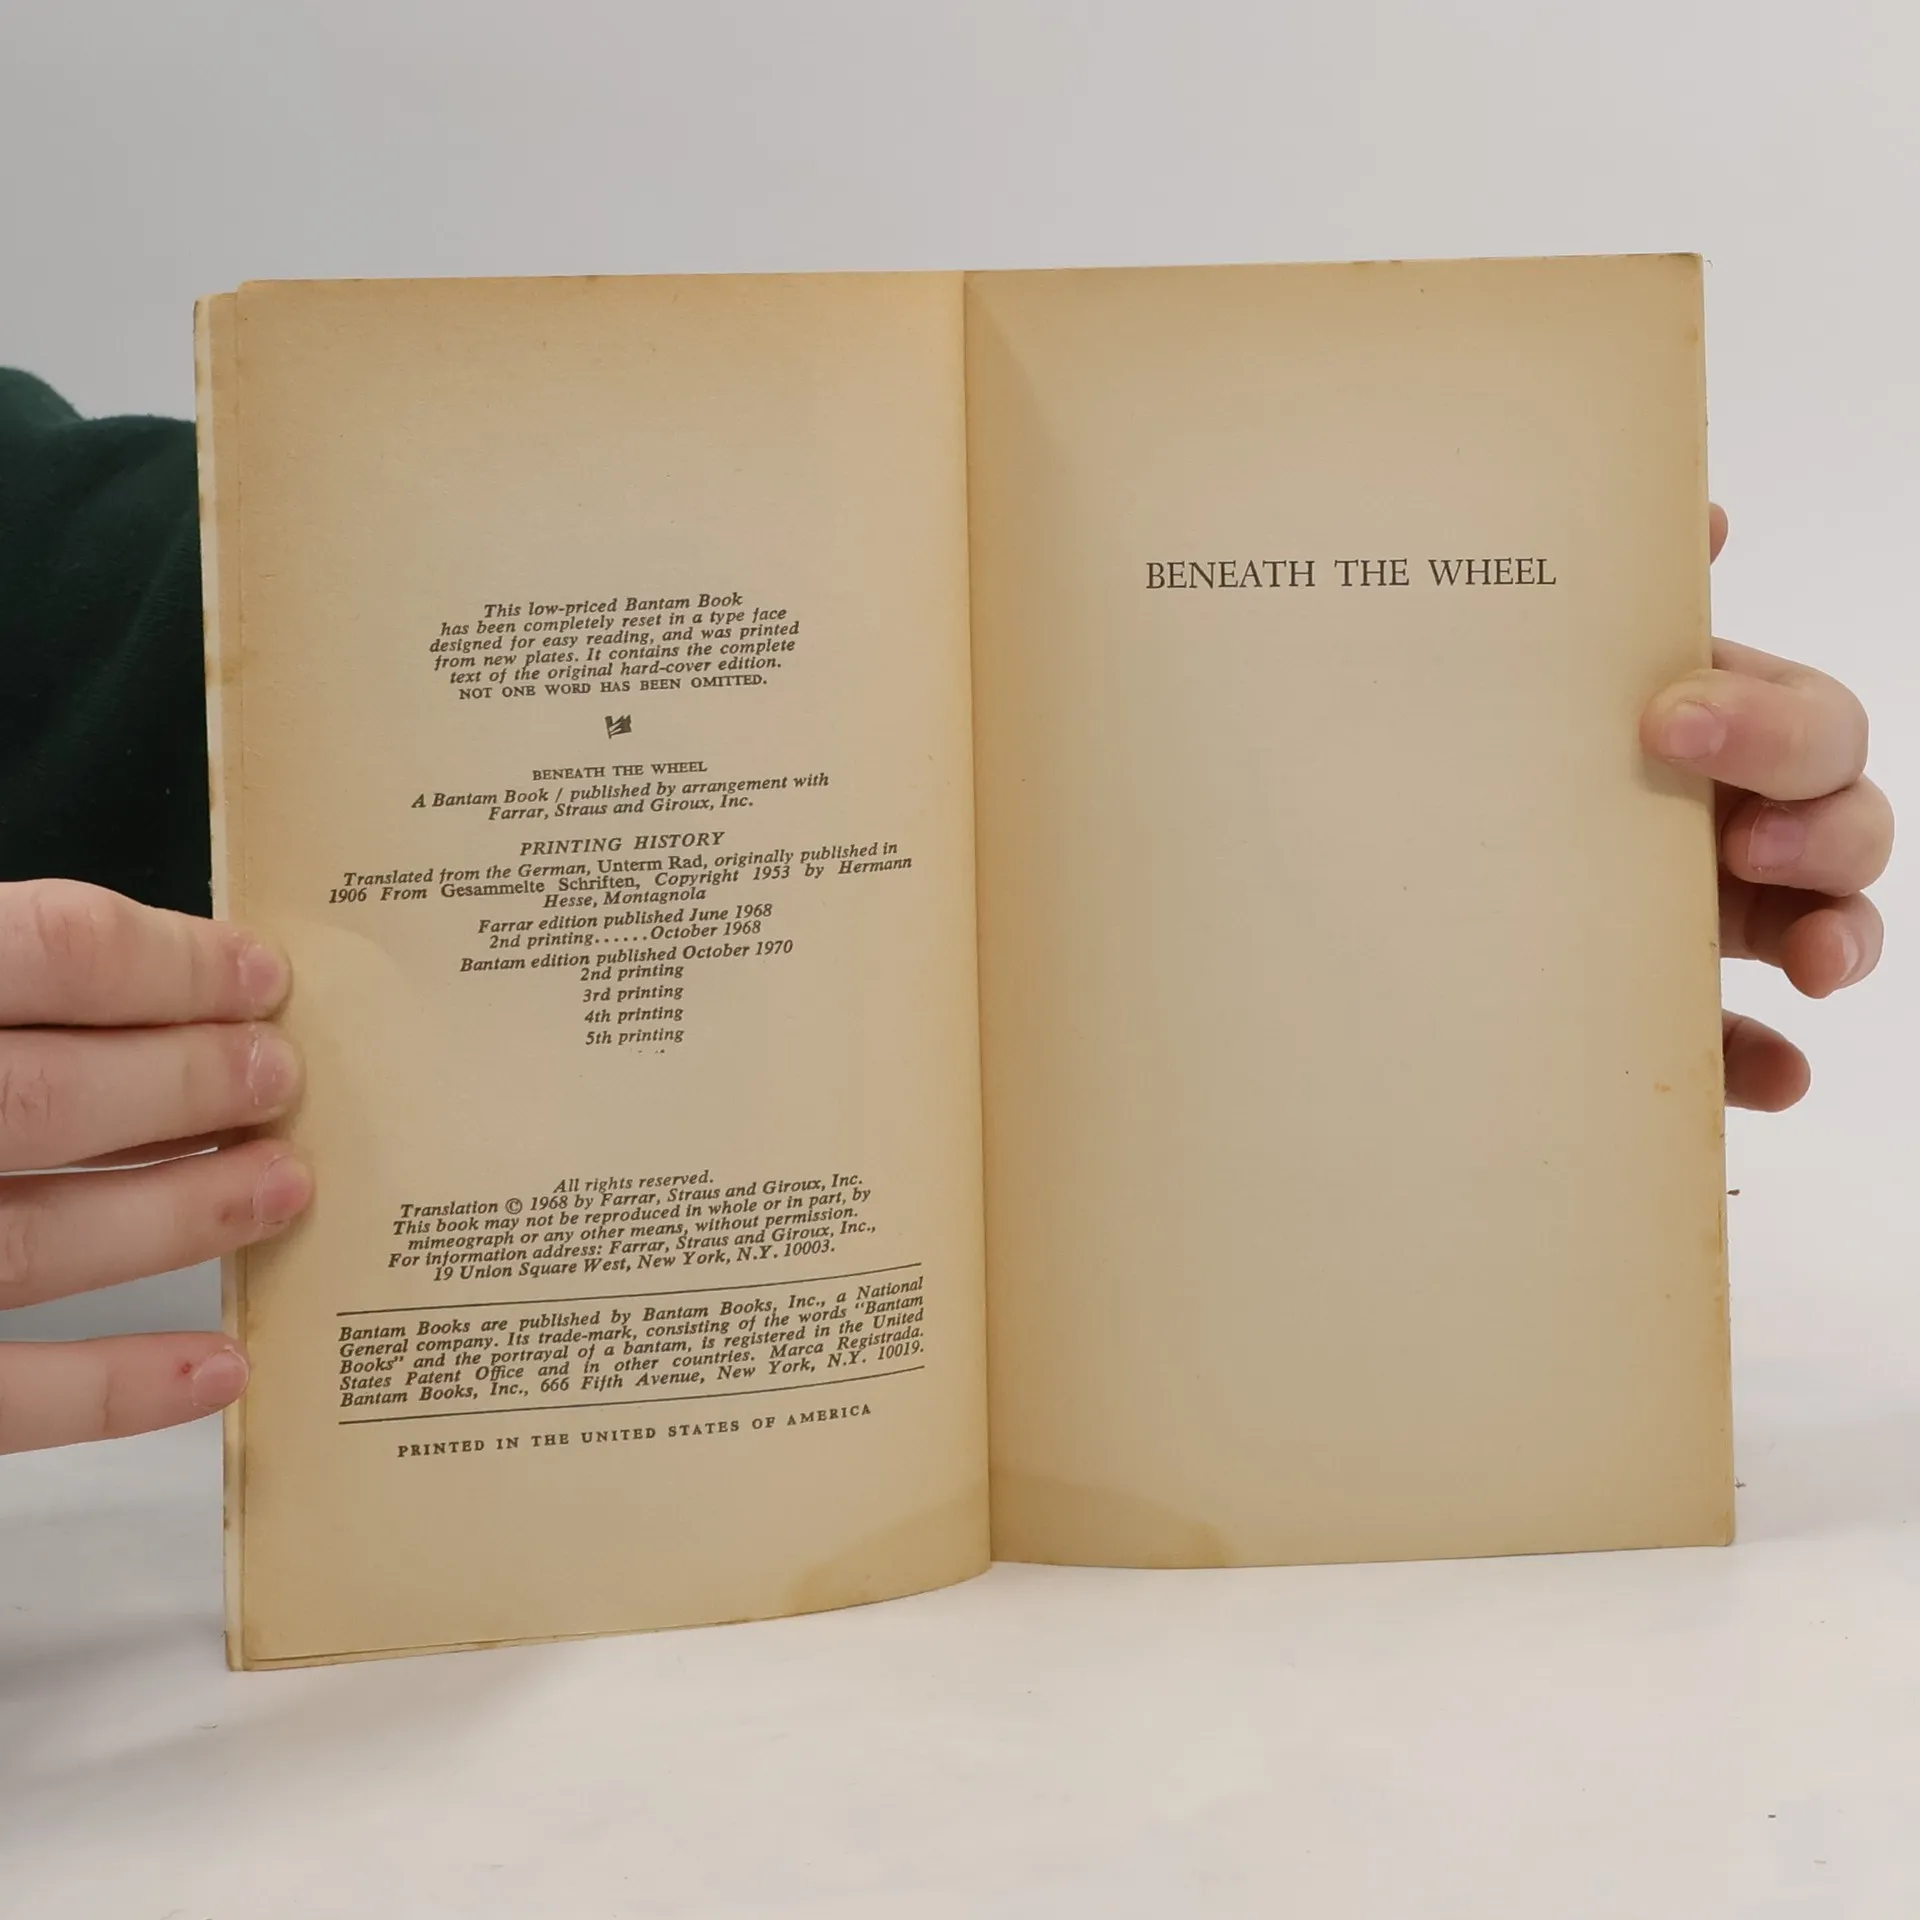 This low-priced Bantam Book
has been completely reset in a type face
designed for easy reading, and was printed
from new plates. It contains the complete
text of the original hard-cover edition.
NOT ONE WORD HAS BEEN OMITTED.
BENEATH THE WHEEL
A Bantam Book / published by arrangement with
Farrar, Straus and Giroux, Inc.
PRINTING HISTORY
Translated from the German, Unterm Rad, originally published in
1906 From Gesammelte Schriften, Copyright 1953 by Hermann
Hesse, Montagnola
Farrar edition published June 1968
2nd printing......October 1968
Bantam edition published October 1970
2nd printing
3rd printing
4th printing
5th printing
All rights reserved.
Translation © 1968 by Farrar, Straus and Giroux, Inc.
This book may not be reproduced in whole or in part, by
mimeograph or any other means, without permission.
For information address: Farrar, Straus and Giroux, Inc.,
19 Union Square West, New York, N.Y. 10003.
Bantam Books are published by Bantam Books, Inc., a National
General company. Its trade-mark, consisting of the words "Bantam
Books" and the portrayal of a bantam, is registered in the United
States Patent Office and in other countries. Marca Registrada.
Bantam Books, Inc., 666 Fifth Avenue, New York, N.Y. 10019.
PRINTED IN THE UNITED STATES OF AMERICA
BENEATH THE WHEEL